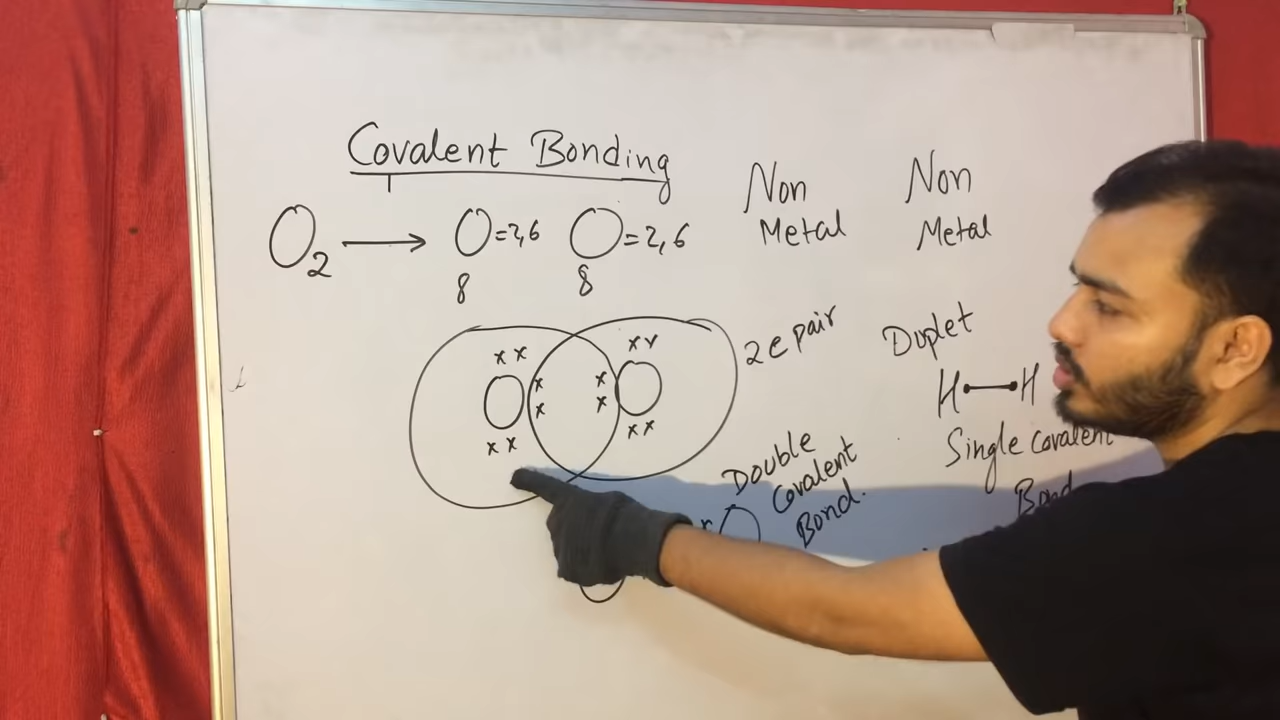 Covalent Bonding
O2 → O =2,6 O =2,6
8 8
Non Metal
Non Metal
x x
x x
x x
x x
x x
x x
2e pair
Double
Covalent
Bond.
Duplet
H—H
Single Covalent
Bond